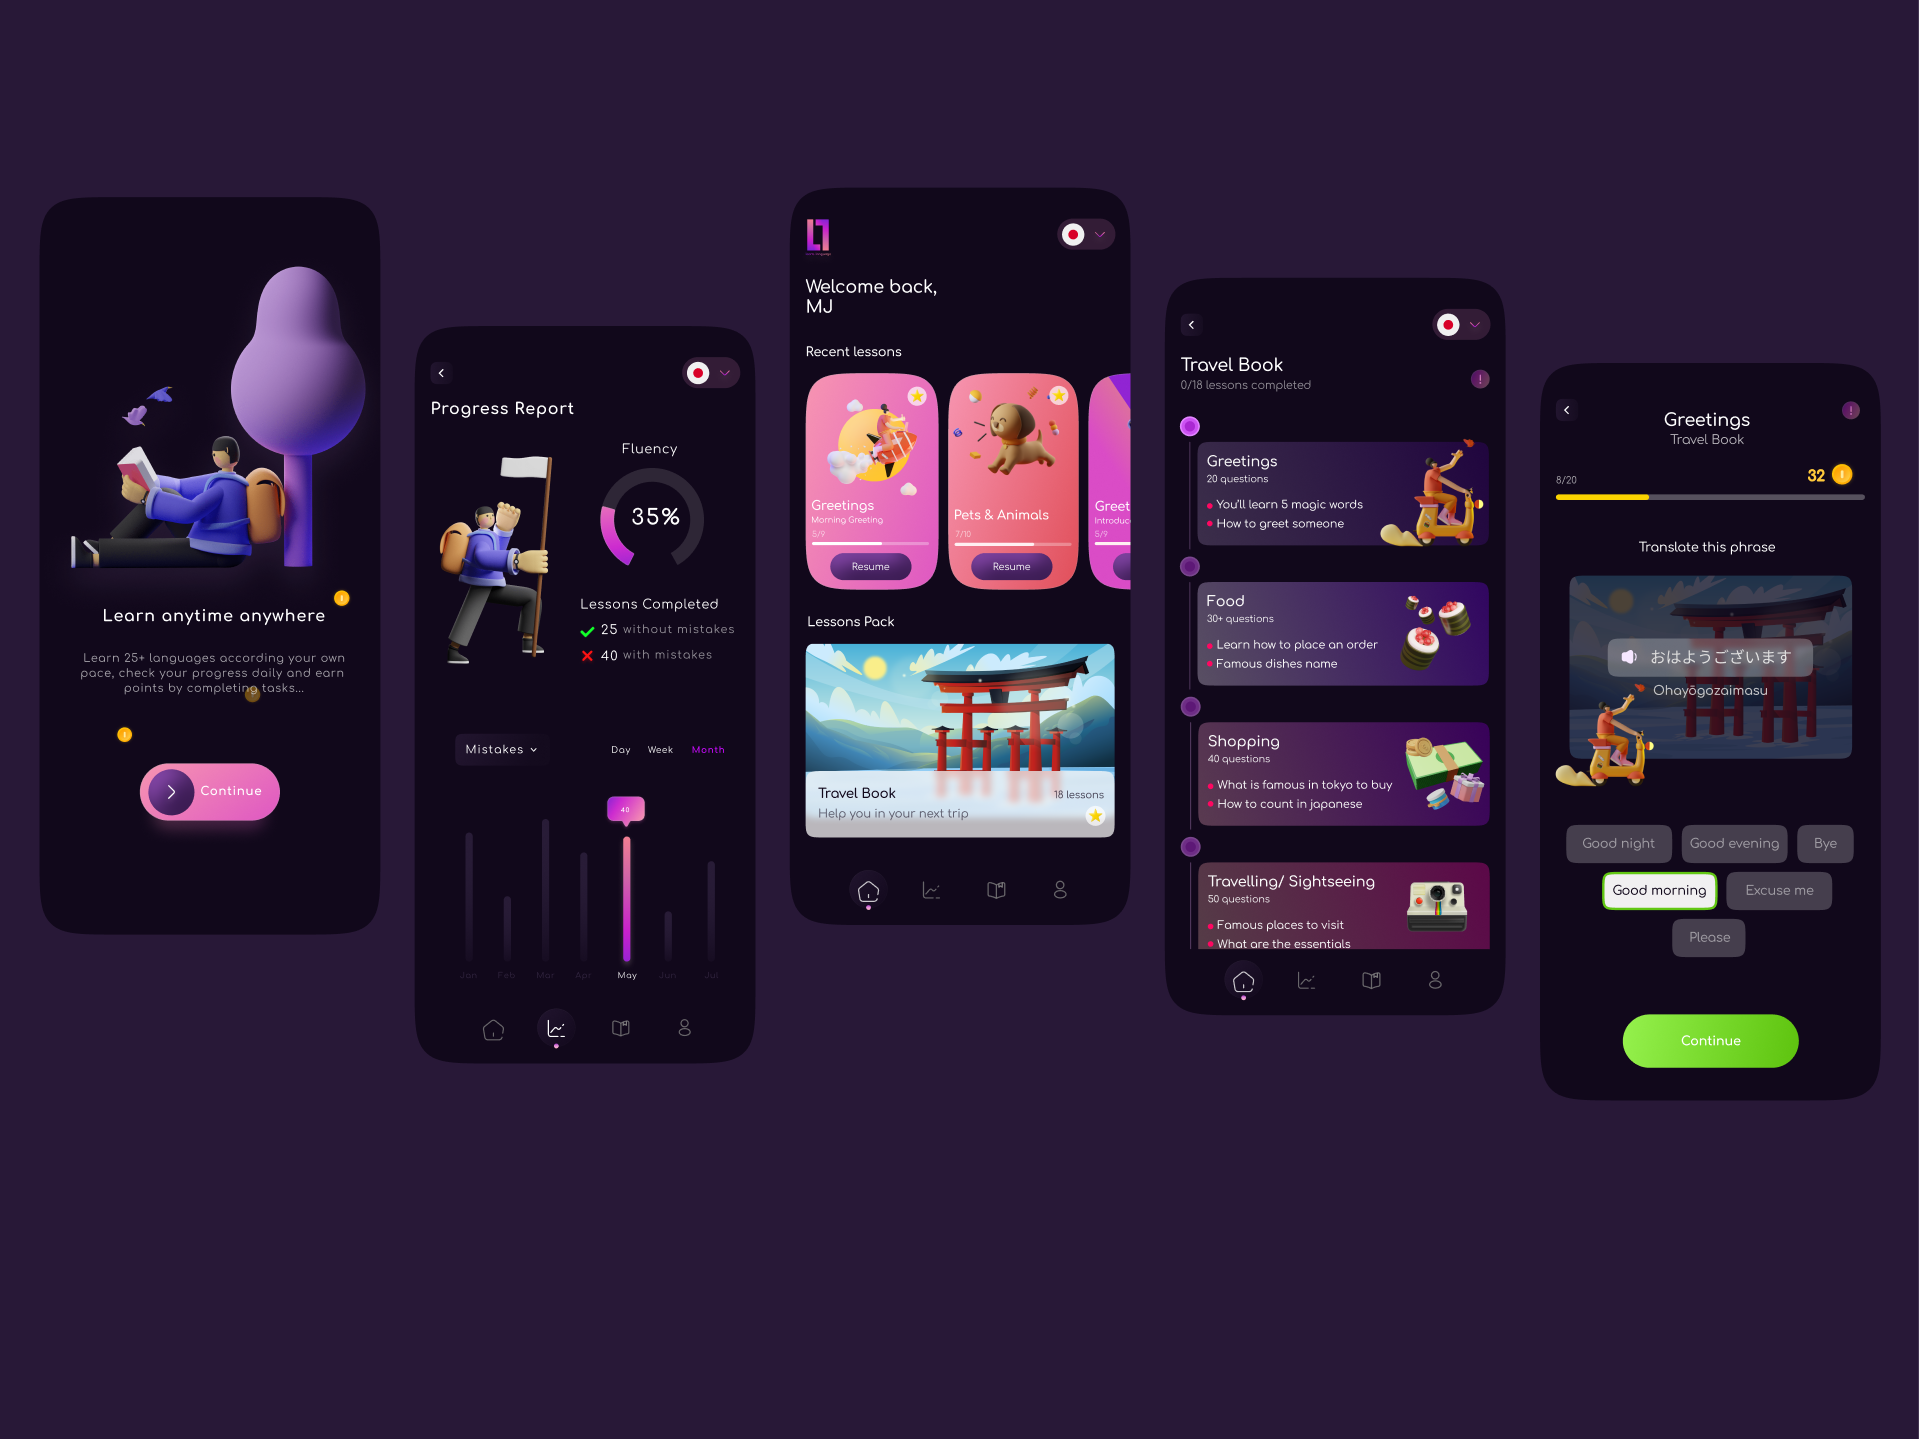 Learn anytime anywhere
Learn 25+ languages according your own
pace, check your progress daily and earn
points by completing tasks...
Continue
Progress Report
Fluency
35%
Lessons Completed
25 without mistakes
40 with mistakes
Mistakes
Day Week Month
40
Jan Feb Mar Apr May Jun Jul
Welcome back,
MJ
Recent lessons
Greetings
Morning Greeting
5/9
Resume
Pets & Animals
7/10
Resume
Greet
Introduc
5/9
Lessons Pack
Travel Book
18 lessons
Help you in your next trip
Travel Book
0/18 lessons completed
Greetings
20 questions
You'll learn 5 magic words
How to greet someone
Food
30+ questions
Learn how to place an order
Famous dishes name
Shopping
40 questions
What is famous in tokyo to buy
How to count in japanese
Travelling/ Sightseeing
50 questions
Famous places to visit
What are the essentials
Greetings
Travel Book
8/20
32
Translate this phrase
おはようございます
Ohayōgozaimasu
Good night Good evening Bye
Good morning Excuse me
Please
Continue